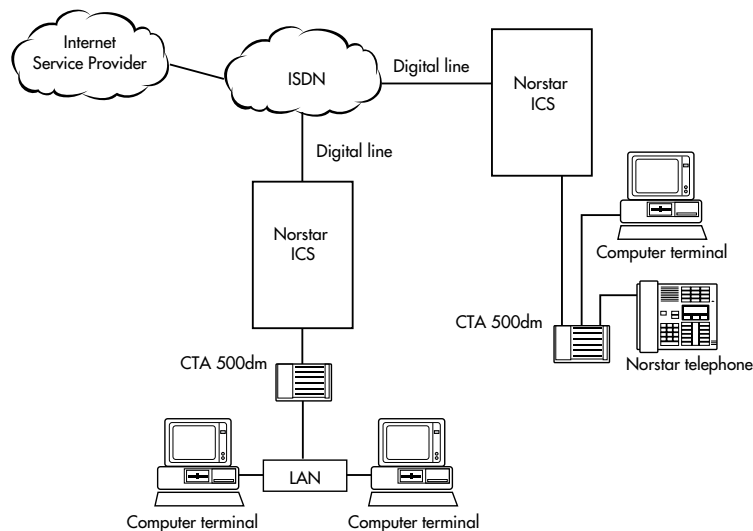 Internet
Service Provider
ISDN
Digital line
Norstar
ICS
Digital line
Norstar
ICS
Computer terminal
CTA 500dm
Norstar telephone
CTA 500dm
LAN
Computer terminal
Computer terminal